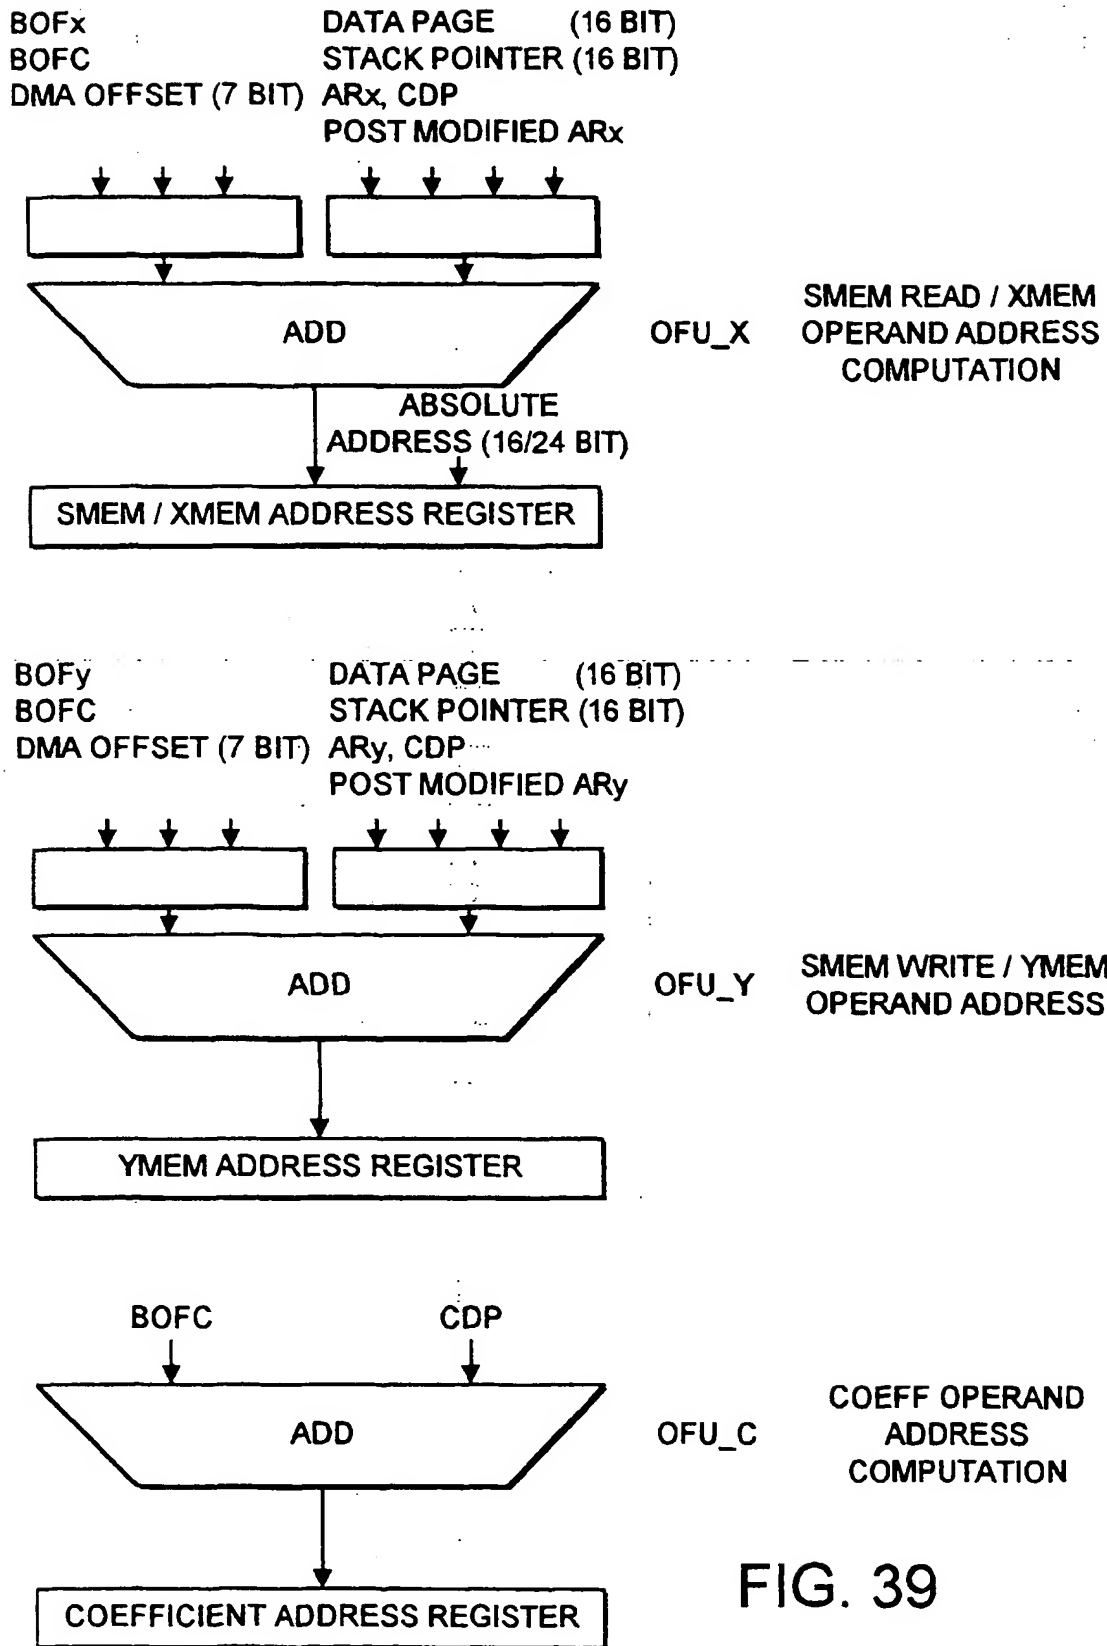 BOFx DATA PAGE (16 BIT)
BOFC STACK POINTER (16 BIT)
DMA OFFSET (7 BIT) ARx, CDP
POST MODIFIED ARx
ADD
OFU_X
SMEM READ / XMEM
OPERAND ADDRESS
COMPUTATION
ABSOLUTE
ADDRESS (16/24 BIT)
SMEM / XMEM ADDRESS REGISTER
BOFy DATA PAGE (16 BIT)
BOFC STACK POINTER (16 BIT)
DMA OFFSET (7 BIT) ARy, CDP
POST MODIFIED ARy
ADD
OFU_Y
SMEM WRITE / YMEM
OPERAND ADDRESS
YMEM ADDRESS REGISTER
BOFC CDP
ADD
OFU_C
COEFF OPERAND
ADDRESS
COMPUTATION
COEFFICIENT ADDRESS REGISTER
FIG. 39